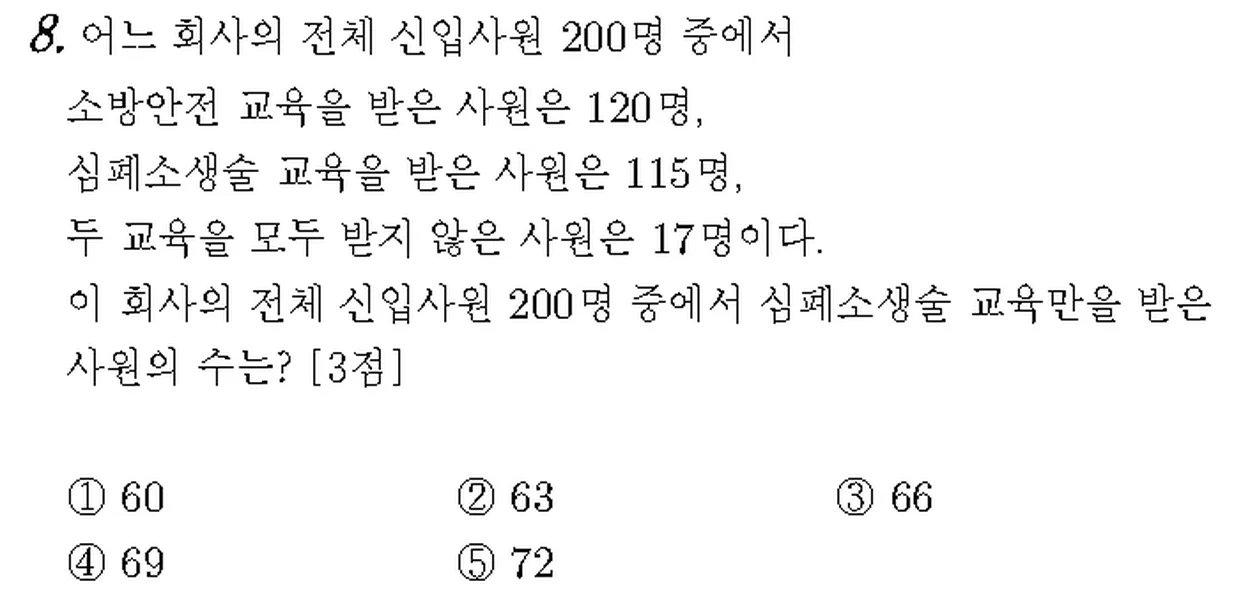 8. 어느 회사의 전체 신입사원 200명 중에서
소방안전 교육을 받은 사원은 120명,
심폐소생술 교육을 받은 사원은 115명,
두 교육을 모두 받지 않은 사원은 17명이다.
이 회사의 전체 신입사원 200명 중에서 심폐소생술 교육만을 받은
사원의 수는? [3점]
① 60 ② 63 ③ 66
④ 69 ⑤ 72